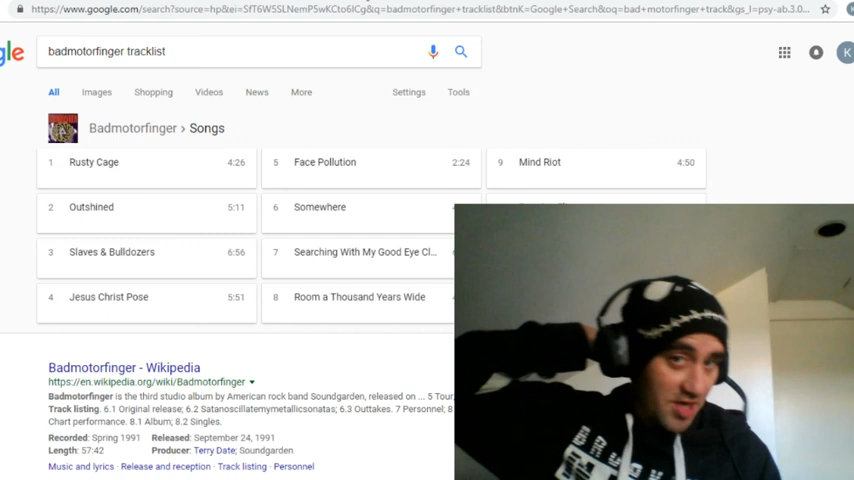 https://www.google.com/search?source=hp&ei=SfT6W5SLNemP5wKCto6ICg&q=badmotorfinger+tracklist&btnK=Google+Search&oq=bad+motorfinger+track&gs_l=psy-ab.3.0...
gle
badmotorfinger tracklist
K
All Images Shopping Videos News More Settings Tools
Badmotorfinger > Songs
1 Rusty Cage 4:26
5 Face Pollution 2:24
9 Mind Riot 4:50
2 Outshined 5:11
6 Somewhere
3 Slaves & Bulldozers 6:56
7 Searching With My Good Eye Cl...
4 Jesus Christ Pose 5:51
8 Room a Thousand Years Wide
Badmotorfinger - Wikipedia
https://en.wikipedia.org/wiki/Badmotorfinger
Badmotorfinger is the third studio album by American rock band Soundgarden, released on ... 5 Tour;
Track listing. 6.1 Original release; 6.2 Satanoscillatemymetallicsonatas; 6.3 Outtakes. 7 Personnel; 8
Chart performance. 8.1 Album; 8.2 Singles.
Recorded: Spring 1991 Released: September 24, 1991
Length: 57:42 Producer: Terry Date; Soundgarden
Music and lyrics · Release and reception · Track listing · Personnel